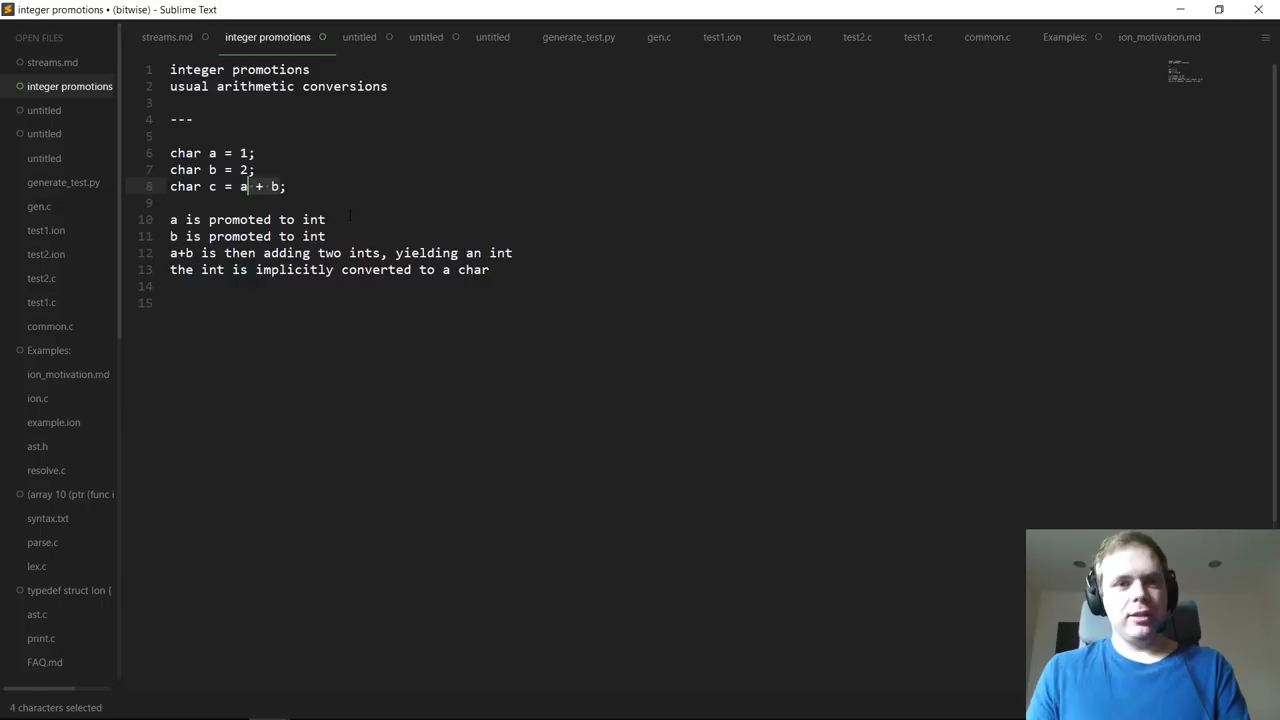 integer promotions • (bitwise) - Sublime Text
OPEN FILES
streams.md
integer promotions
untitled
untitled
untitled
generate_test.py
gen.c
test1.ion
test2.ion
test2.c
test1.c
common.c
Examples:
ion_motivation.md
ion.c
example.ion
ast.h
resolve.c
(array 10 (ptr (func i
syntax.txt
parse.c
lex.c
typedef struct Ion {
ast.c
print.c
FAQ.md
streams.md
integer promotions
untitled
untitled
untitled
generate_test.py
gen.c
test1.ion
test2.ion
test2.c
test1.c
common.c
Examples:
ion_motivation.md
1 integer promotions
2 usual arithmetic conversions
3
4 ---
5
6 char a = 1;
7 char b = 2;
8 char c = a + b;
9
10 a is promoted to int
11 b is promoted to int
12 a+b is then adding two ints, yielding an int
13 the int is implicitly converted to a char
14
15
4 characters selected